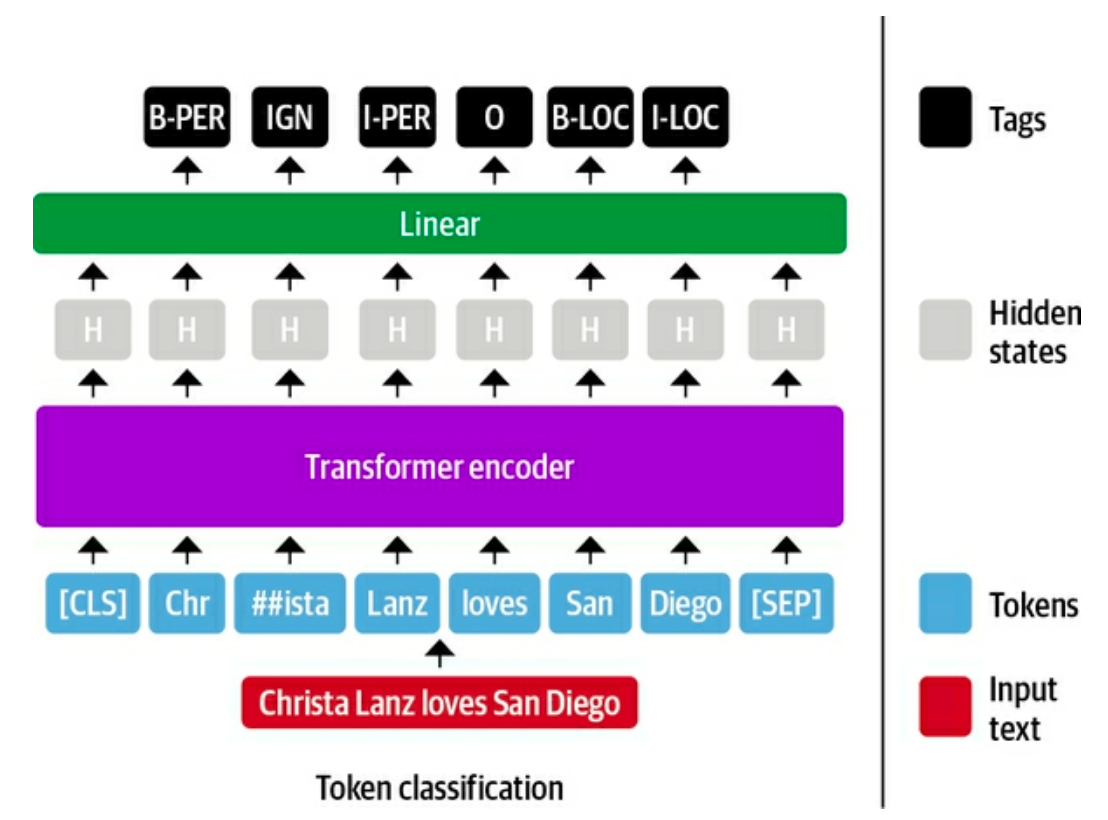 B-PER IGN I-PER O B-LOC I-LOC Tags
Linear
H H H H H H H H Hidden
states
Transformer encoder
[CLS] Chr ##ista Lanz loves San Diego [SEP] Tokens
Christa Lanz loves San Diego Input
text
Token classification